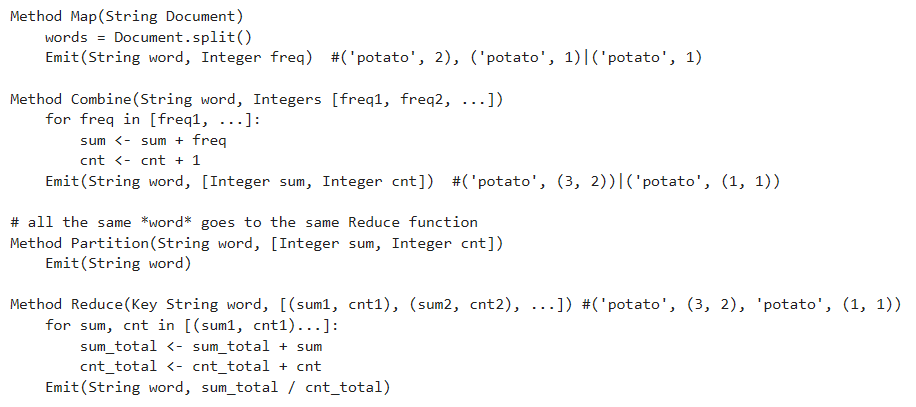 Method Map(String Document)
    words = Document.split()
    Emit(String word, Integer freq)  #('potato', 2), ('potato', 1)|('potato', 1)

Method Combine(String word, Integers [freq1, freq2, ...])
    for freq in [freq1, ...]:
        sum <- sum + freq
        cnt <- cnt + 1
    Emit(String word, [Integer sum, Integer cnt])  #('potato', (3, 2))|('potato', (1, 1))

# all the same *word* goes to the same Reduce function
Method Partition(String word, [Integer sum, Integer cnt])
    Emit(String word)

Method Reduce(Key String word, [(sum1, cnt1), (sum2, cnt2), ...]) #('potato', (3, 2), 'potato', (1, 1))
    for sum, cnt in [(sum1, cnt1)...]:
        sum_total <- sum_total + sum
        cnt_total <- cnt_total + cnt
    Emit(String word, sum_total / cnt_total)